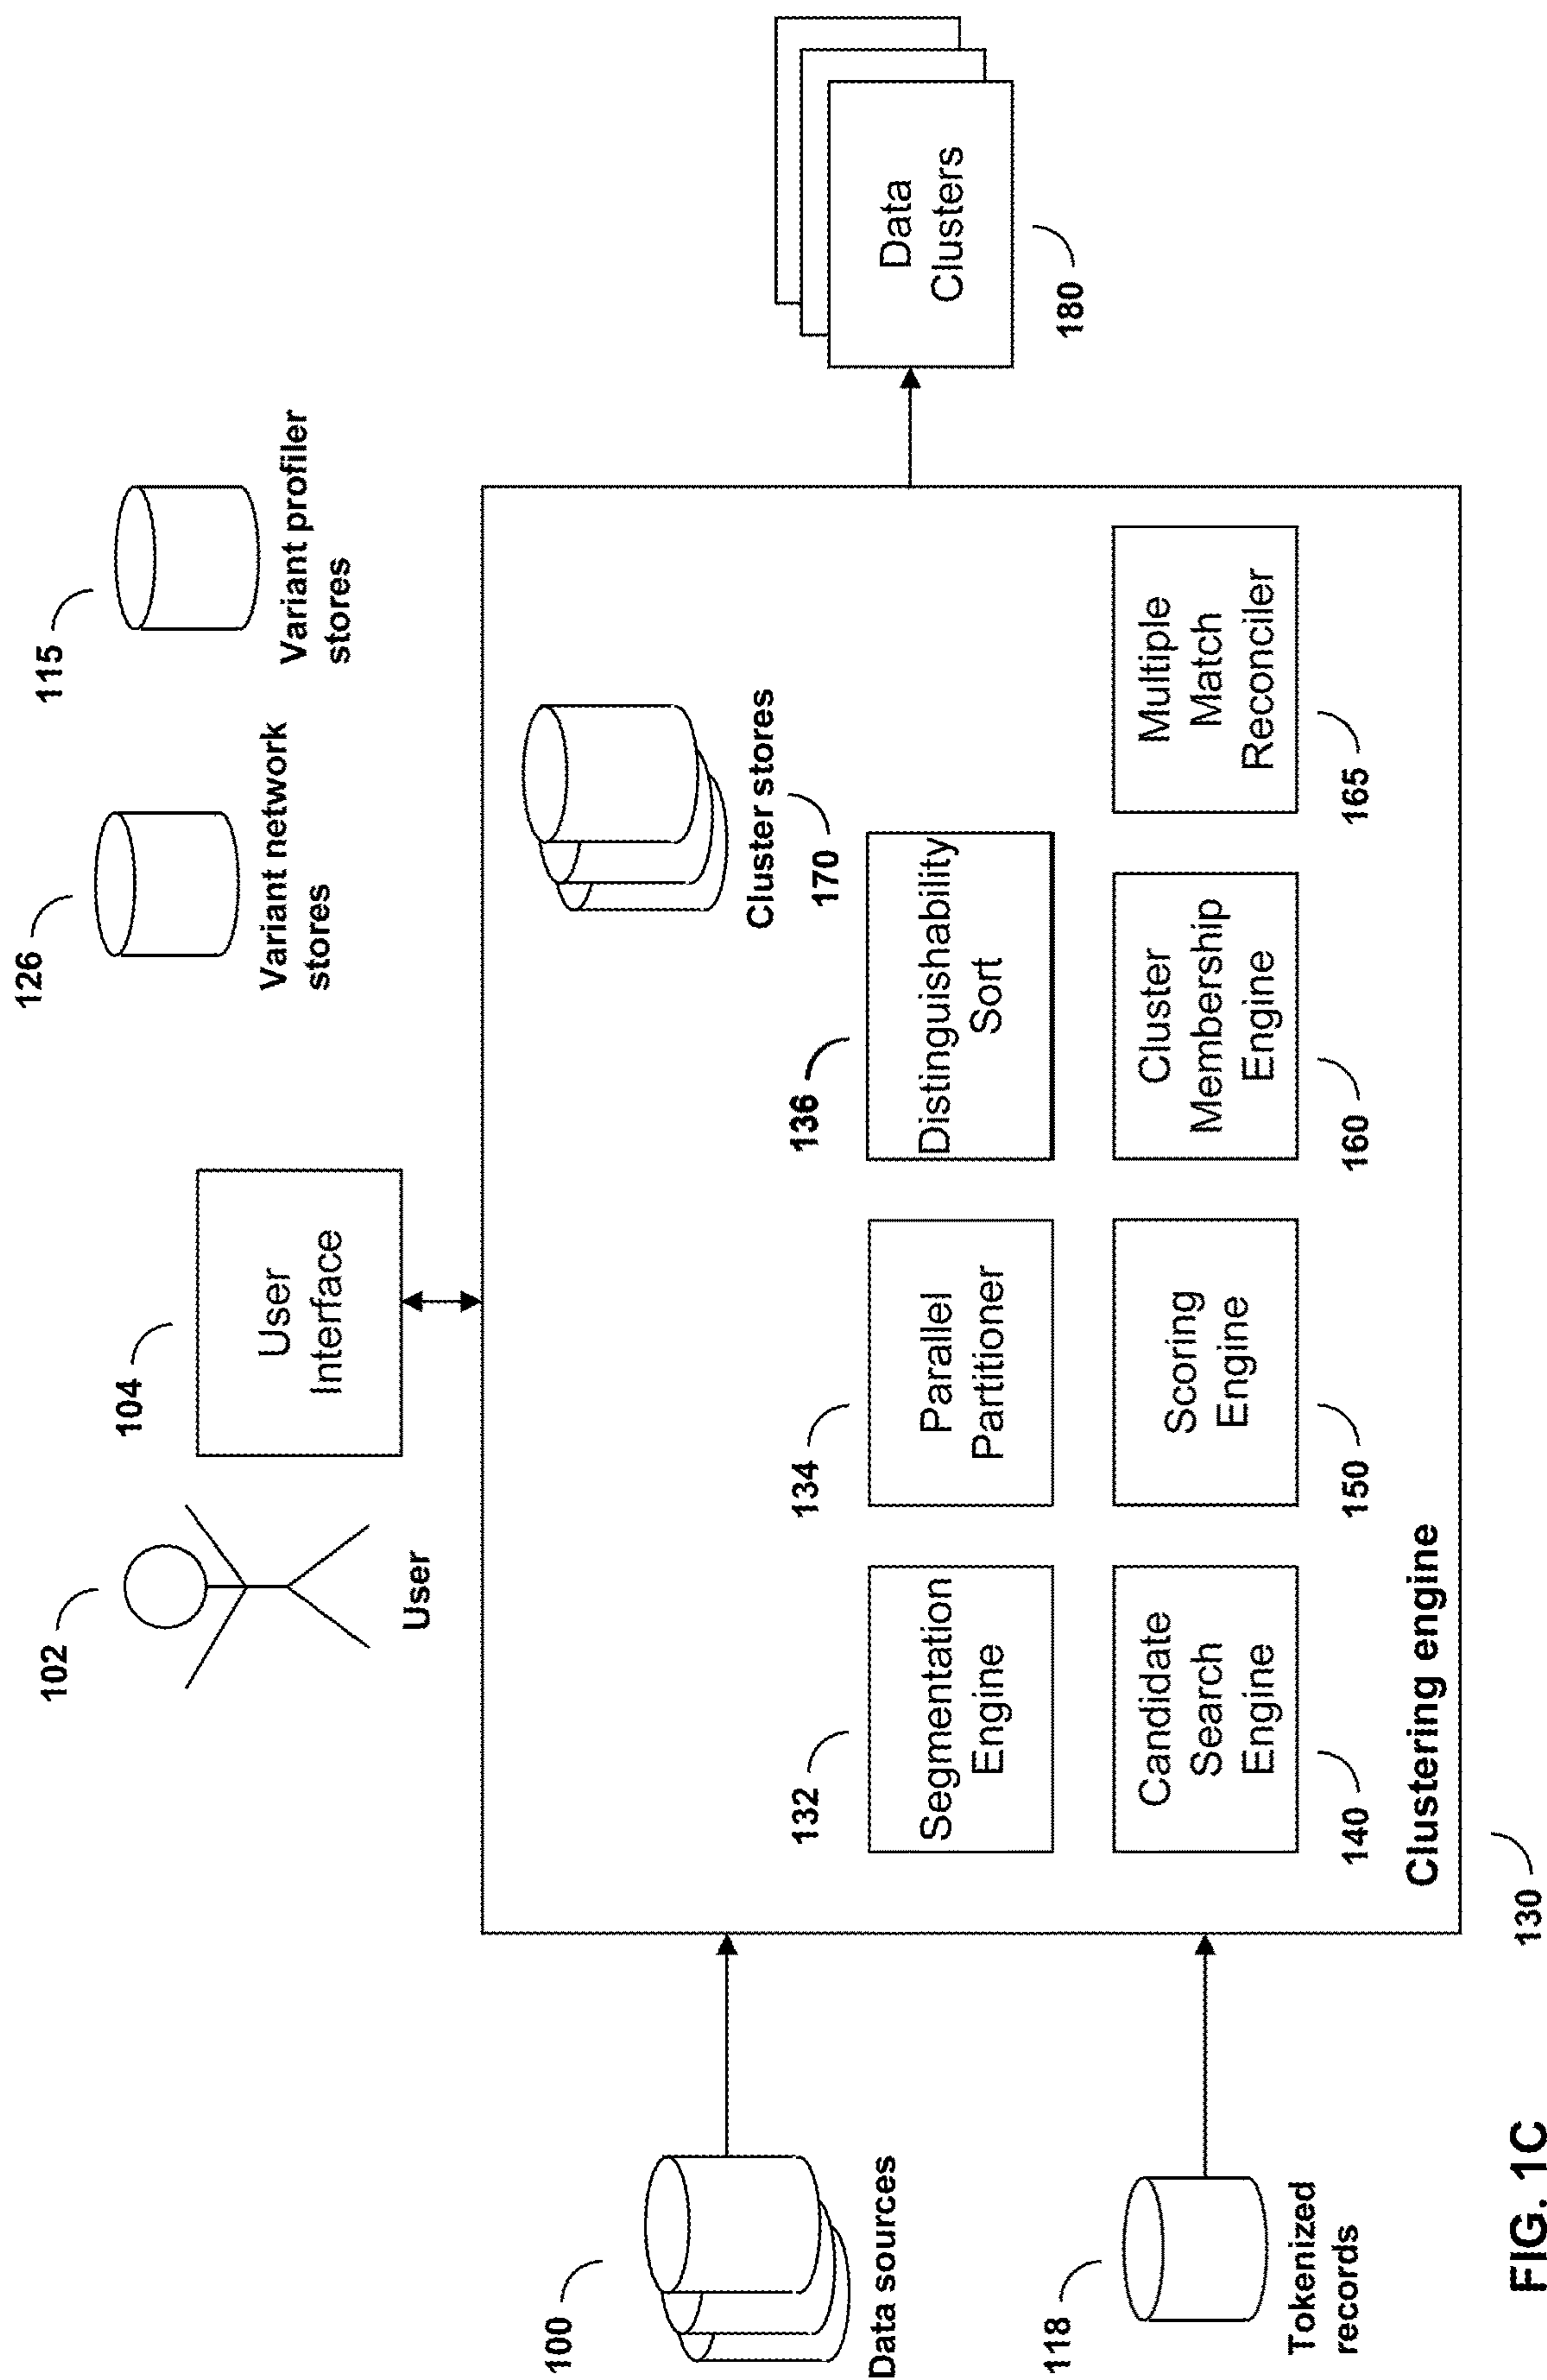 102
User
104
User
Interface
126
Variant network
stores
115
Variant profiler
stores
100
Data sources
118
Tokenized
records
Cluster stores
170
132
Segmentation
Engine
134
Parallel
Partitioner
136
Distinguishability
Sort
Candidate
Search
Engine
140
Scoring
Engine
150
Cluster
Membership
Engine
160
Multiple
Match
Reconciler
165
Clustering engine
130
Data
Clusters
180
FIG. 1C